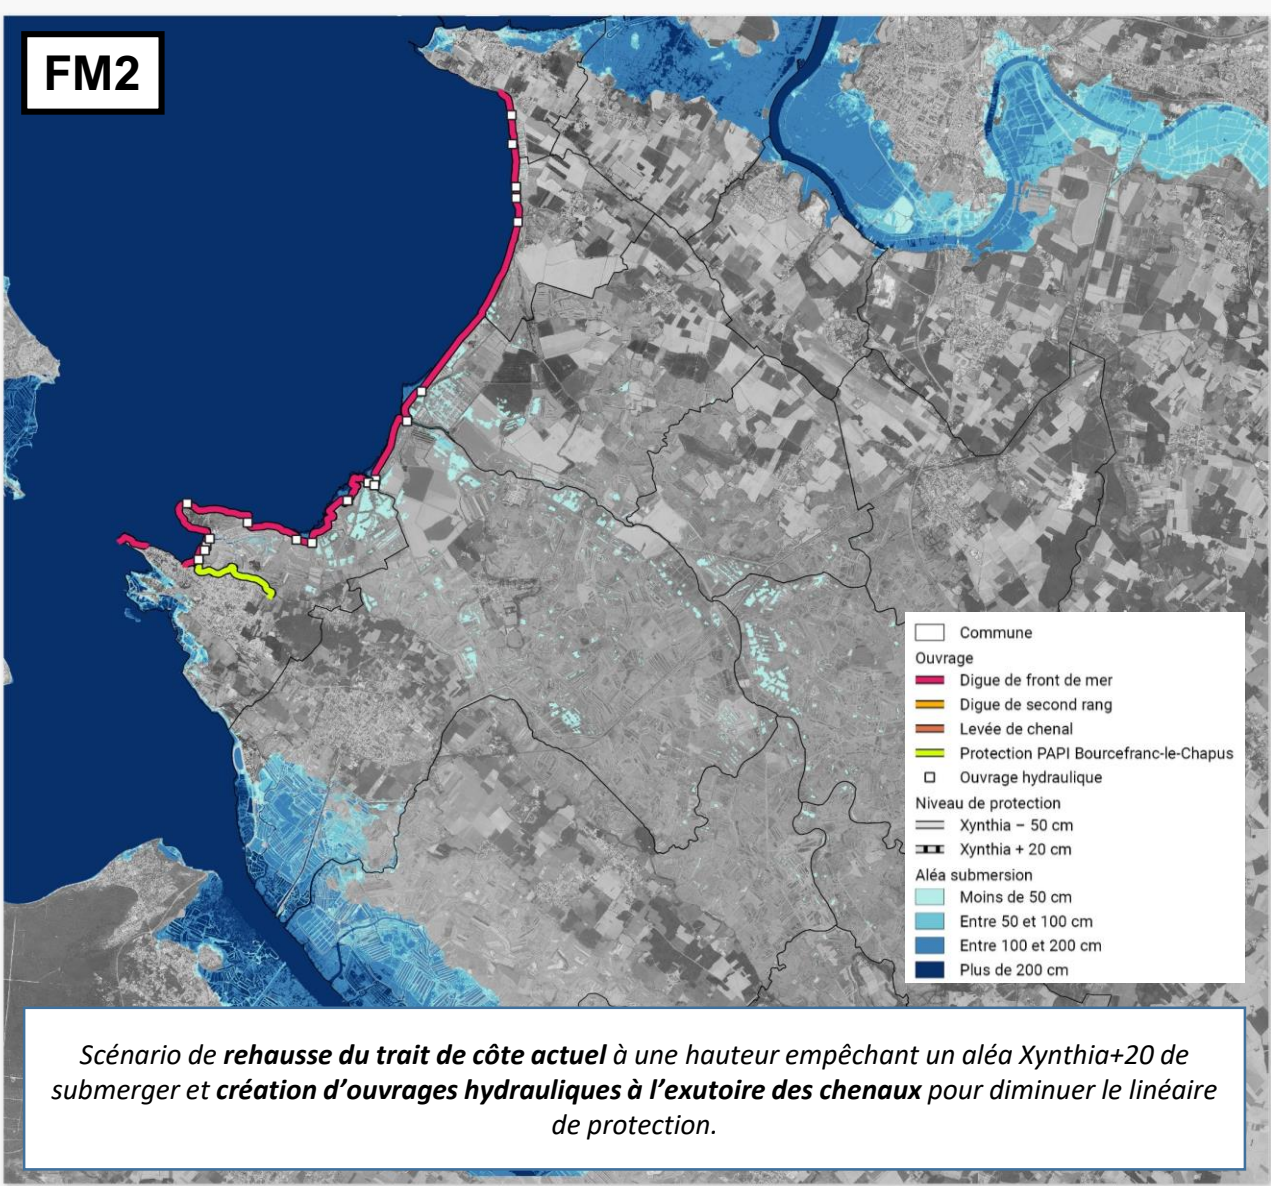 FM2
Commune
Ouvrage
Digue de front de mer
Digue de second rang
Levée de chenal
Protection PAPI Bourcefranc-le-Chapus
Ouvrage hydraulique
Niveau de protection
Xynthia – 50 cm
Xynthia + 20 cm
Aléa submersion
Moins de 50 cm
Entre 50 et 100 cm
Entre 100 et 200 cm
Plus de 200 cm
Scénario de rehausse du trait de côte actuel à une hauteur empêchant un aléa Xynthia+20 de
submerger et création d’ouvrages hydrauliques à l’exutoire des chenaux pour diminuer le linéaire
de protection.